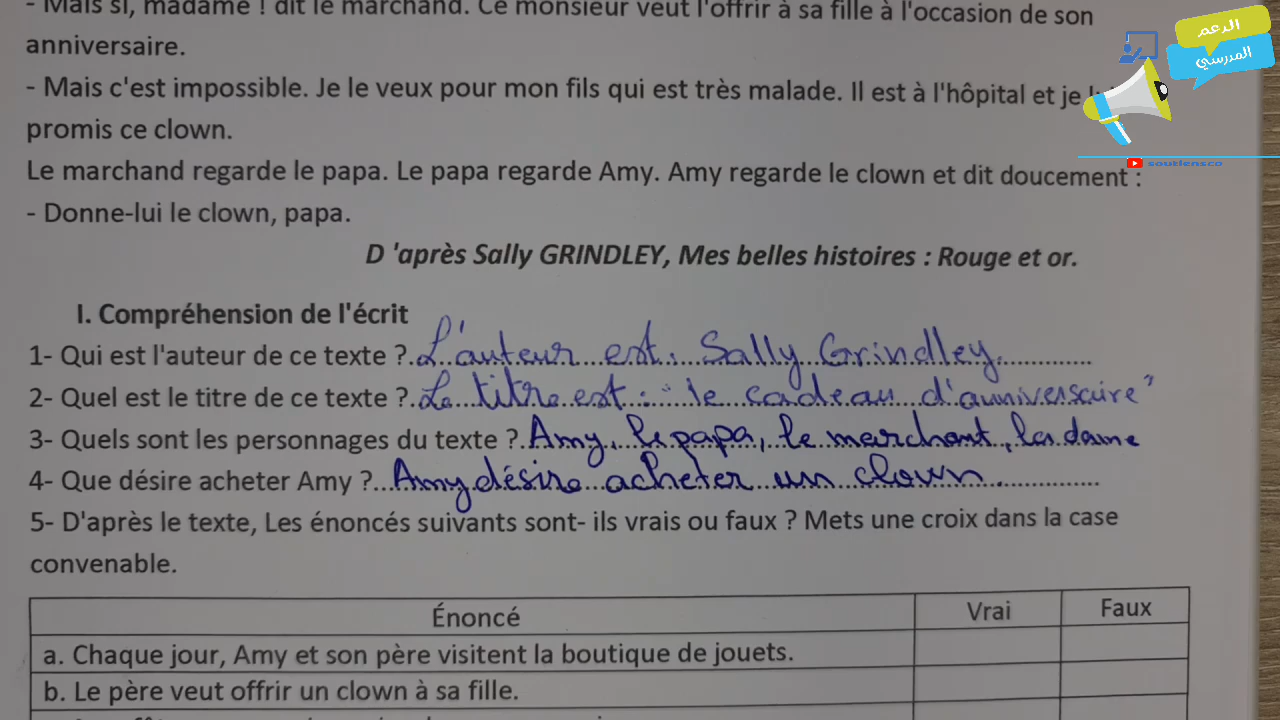 - Mais si, madame ! dit le marchand. Ce monsieur veut l'offrir à sa fille à l'occasion de son
anniversaire.
- Mais c'est impossible. Je le veux pour mon fils qui est très malade. Il est à l'hôpital et je
promis ce clown.
Le marchand regarde le papa. Le papa regarde Amy. Amy regarde le clown et dit doucement :
- Donne-lui le clown, papa.
D 'après Sally GRINDLEY, Mes belles histoires : Rouge et or.
I. Compréhension de l'écrit
1- Qui est l'auteur de ce texte ? L'auteur est : Sally Grindley.
2- Quel est le titre de ce texte ? Le titre est : "le cadeau d'anniversaire"
3- Quels sont les personnages du texte ? Amy, le papa, le marchant, la dame
4- Que désire acheter Amy ? Amy désire acheter un clown.
5- D'après le texte, Les énoncés suivants sont- ils vrais ou faux ? Mets une croix dans la case
convenable.
Énoncé Vrai Faux
a. Chaque jour, Amy et son père visitent la boutique de jouets.
b. Le père veut offrir un clown à sa fille.
الدعم
المدرسي
soutiensco